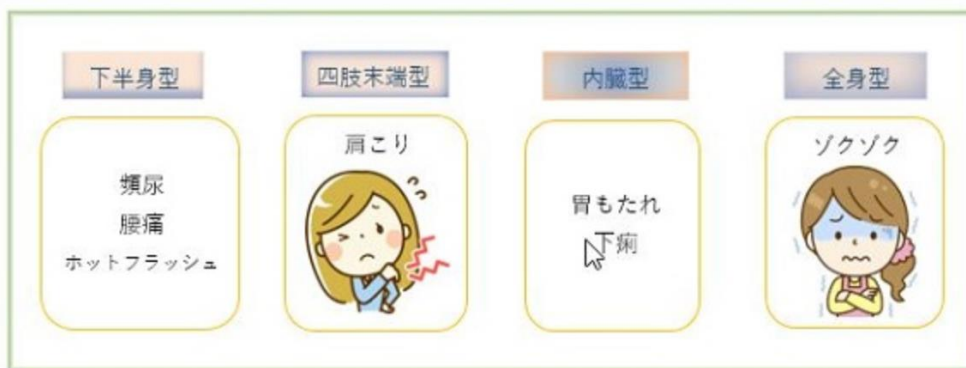 下半身型
頻尿
腰痛
ホットフラッシュ
四肢末端型
肩こり
内臓型
胃もたれ
下痢
全身型
ゾクゾク